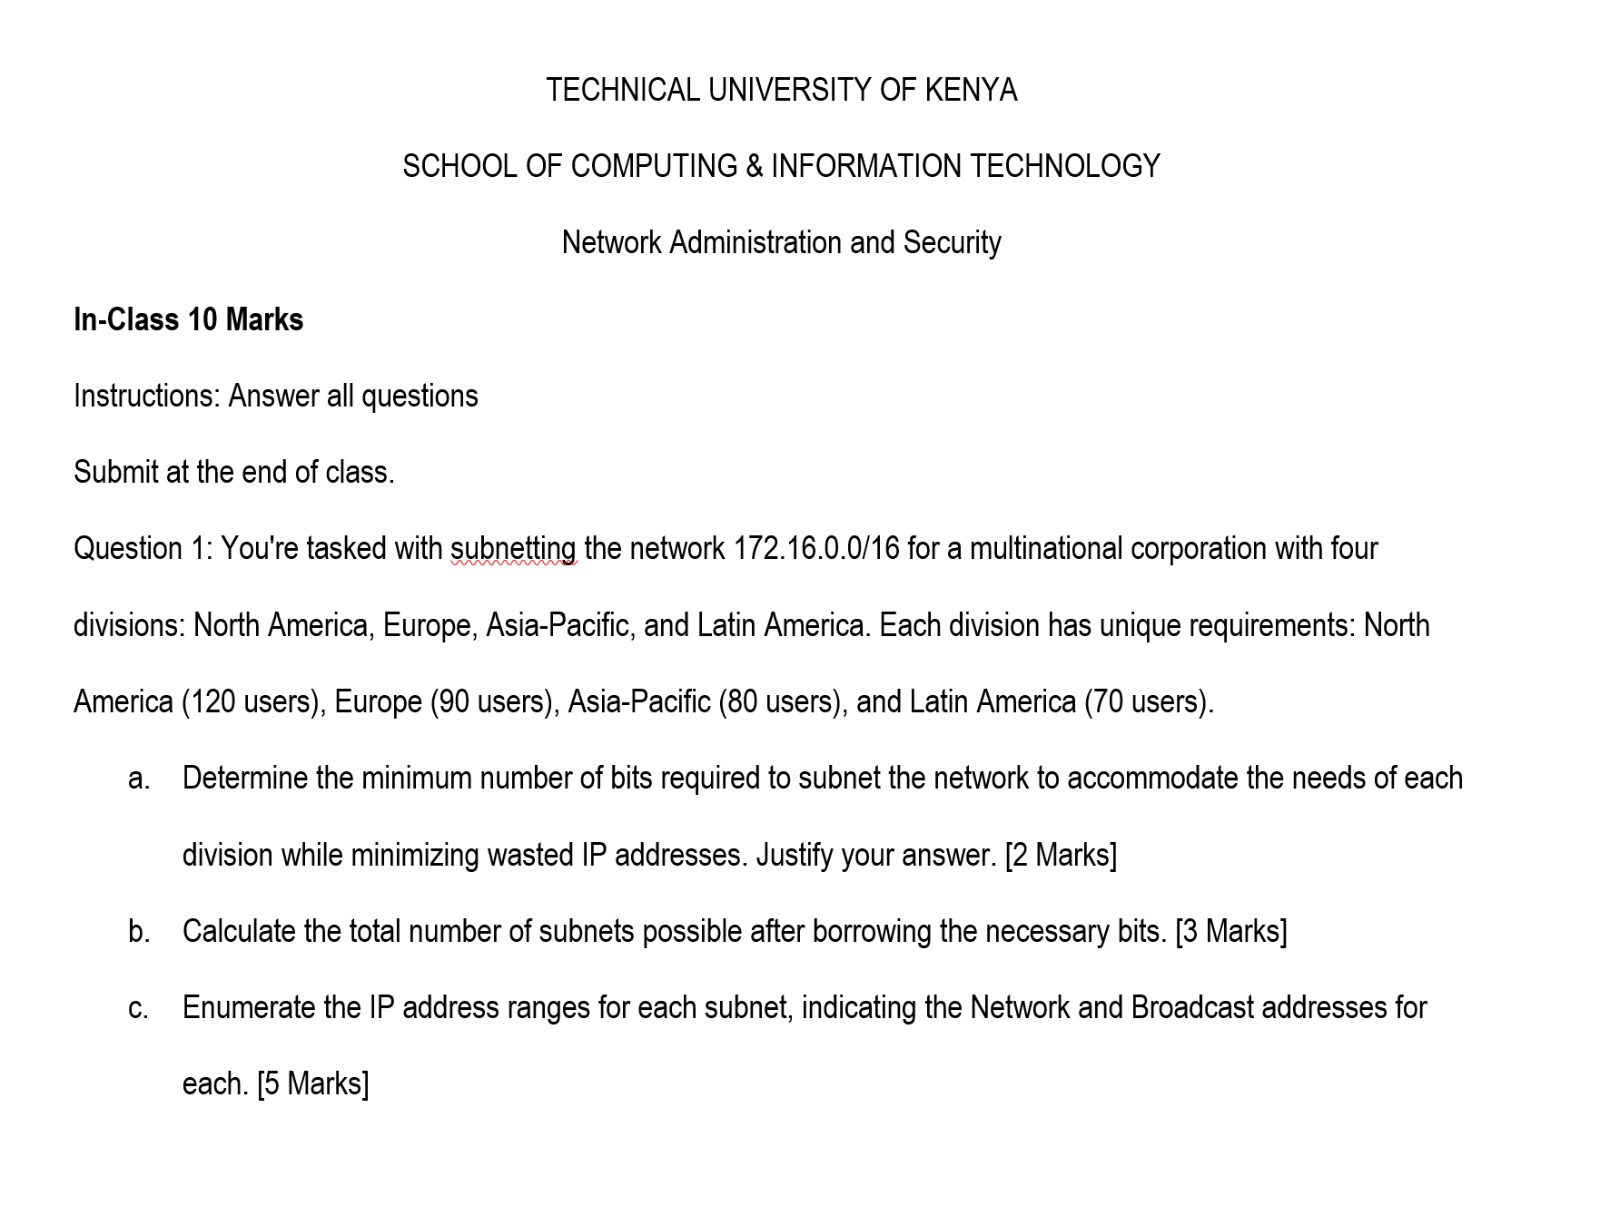 TECHNICAL UNIVERSITY OF KENYA
SCHOOL OF COMPUTING & INFORMATION TECHNOLOGY
Network Administration and Security
In-Class 10 Marks
Instructions: Answer all questions
Submit at the end of class.
Question 1: You're tasked with subnetting the network 172.16.0.0/16 for a multinational corporation with four
divisions: North America, Europe, Asia-Pacific, and Latin America. Each division has unique requirements: North
America (120 users), Europe (90 users), Asia-Pacific (80 users), and Latin America (70 users).
a. Determine the minimum number of bits required to subnet the network to accommodate the needs of each
division while minimizing wasted IP addresses. Justify your answer. [2 Marks]
b. Calculate the total number of subnets possible after borrowing the necessary bits. [3 Marks]
c. Enumerate the IP address ranges for each subnet, indicating the Network and Broadcast addresses for
each. [5 Marks]